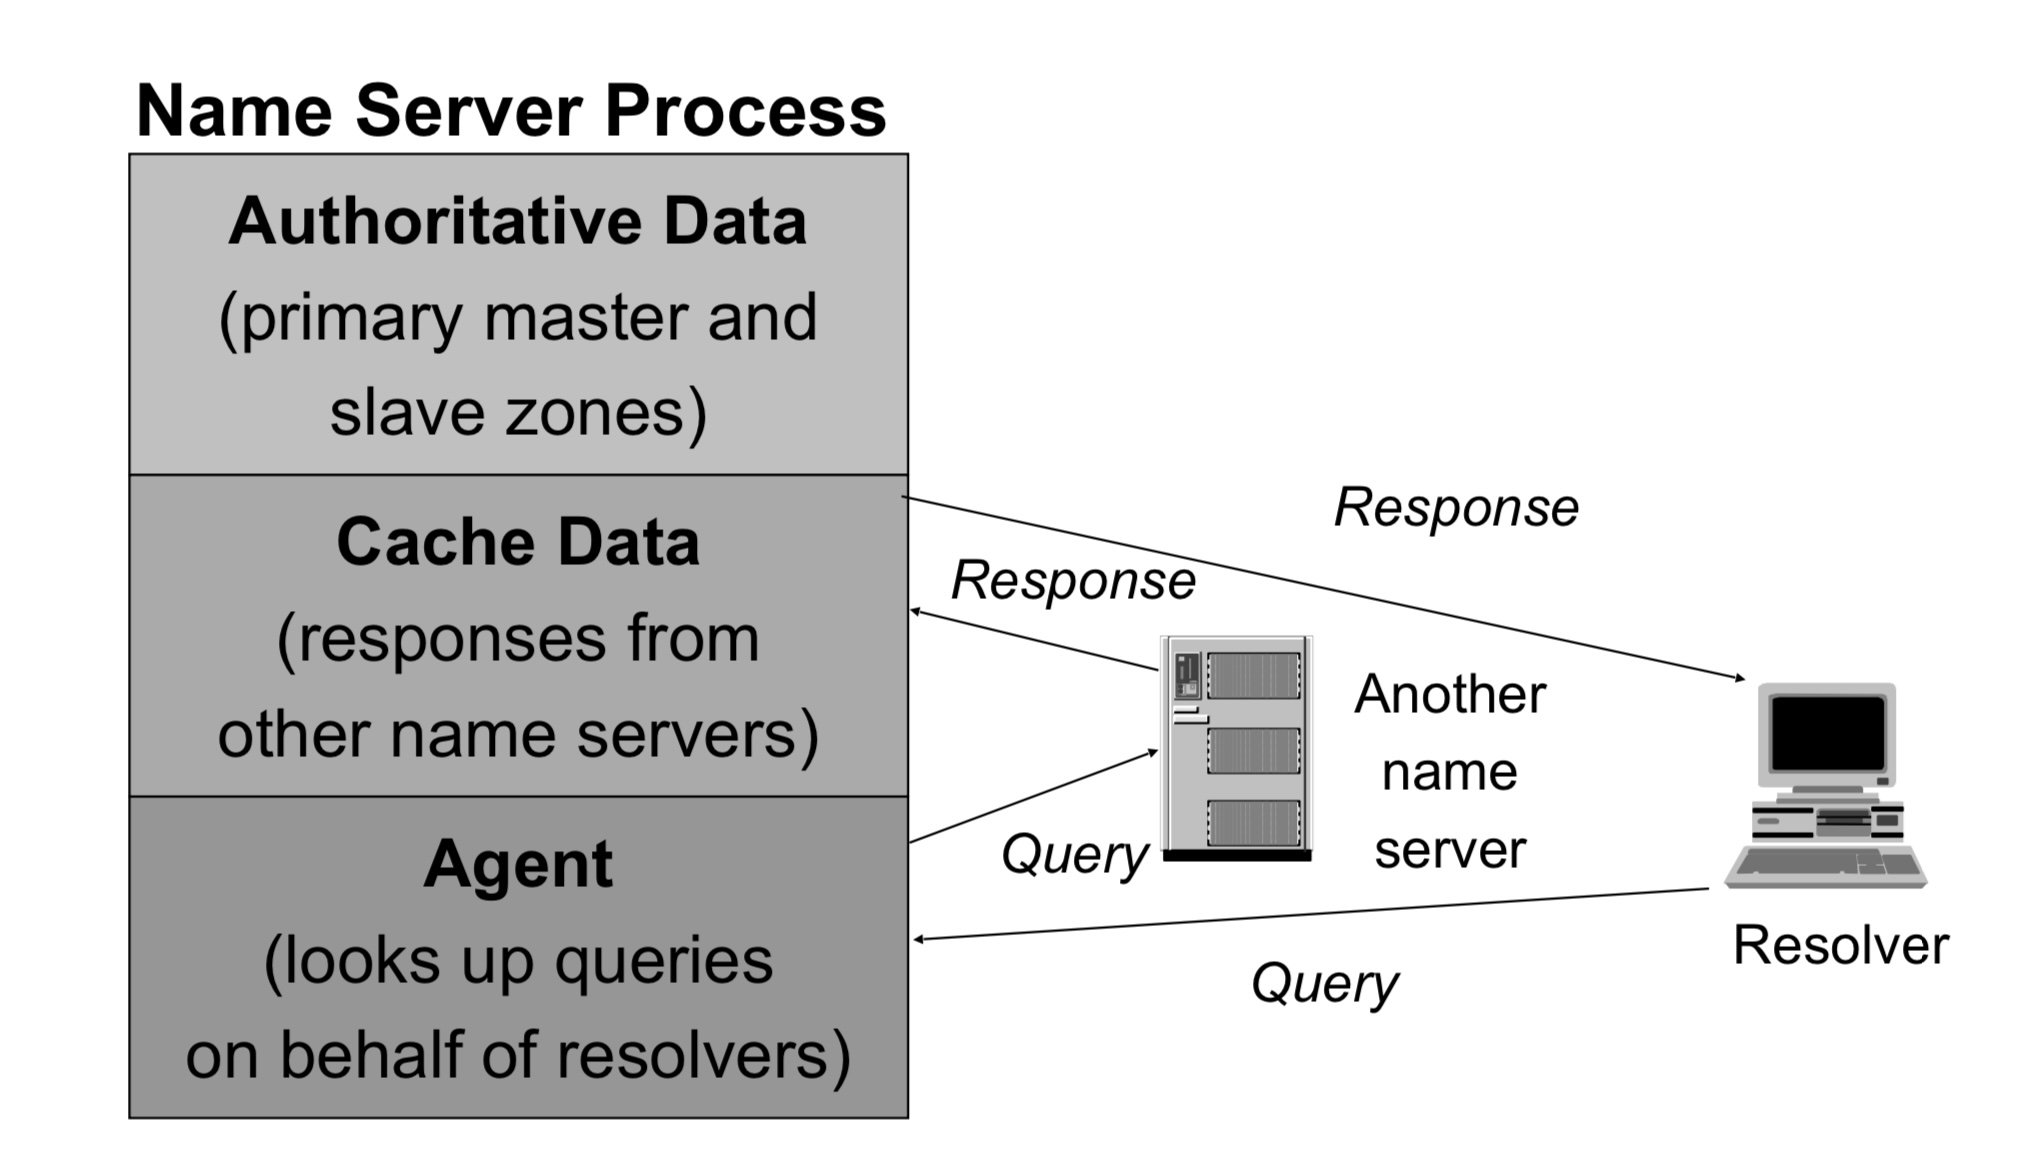 Name Server Process
Authoritative Data
(primary master and
slave zones)
Cache Data
(responses from
other name servers)
Agent
(looks up queries
on behalf of resolvers)
Response
Response
Another
name
server
Query
Resolver
Query